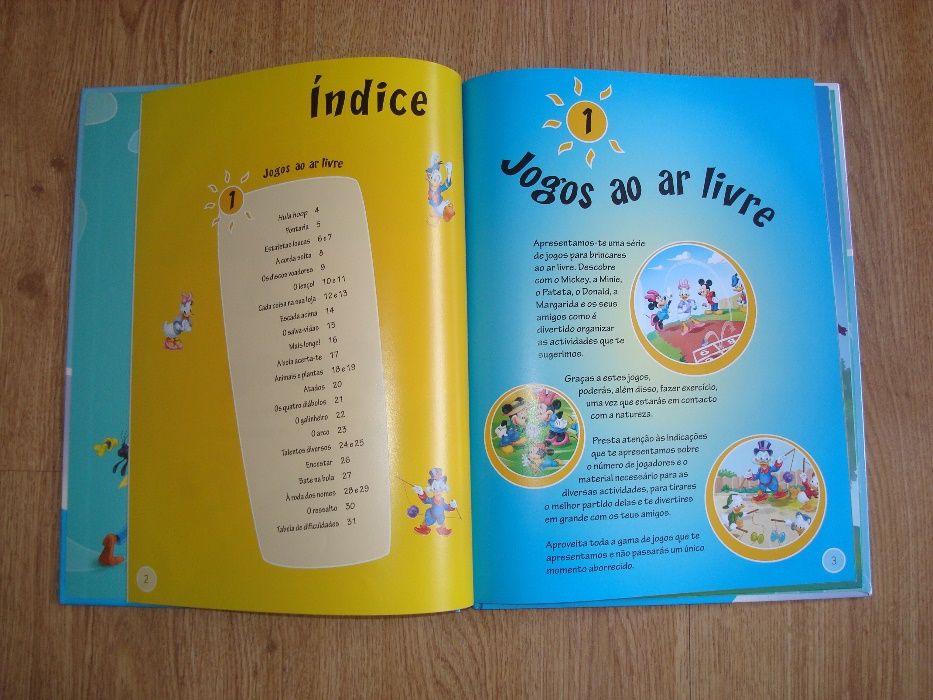 Índice
Jogos ao ar livre
1
Hula hoop 4
Pontaria 5
Estafetas loucas 6 e 7
A corda salta 8
Os discos voadores 9
O lenço! 10 e 11
Cada coisa na sua loja 12 e 13
Escada acima 14
O salva-vidas 15
Mais longe! 16
A bola acerta-te 17
Animais e plantas 18 e 19
Atados 20
Os quatro diábolos 21
O galinheiro 22
O arco 23
Talentos diversos 24 e 25
Encestar 26
Bate na bola 27
À roda dos nomes 28 e 29
O ressalto 30
Tabela de dificuldades 31
2
1
Jogos ao ar livre
Apresentamos-te uma série
de jogos para brincares
ao ar livre. Descobre
com o Mickey, a Minie,
o Pateta, o Donald, a
Margarida e os seus
amigos como é
divertido organizar
as actividades que te
sugerimos.
Graças a estes jogos,
poderás, além disso, fazer exercício,
uma vez que estarás em contacto
com a natureza.
Presta atenção às indicações
que te apresentamos sobre
o número de jogadores e o
material necessário para as
diversas actividades, para tirares
o melhor partido delas e te divertires
em grande com os teus amigos.
Aproveita toda a gama de jogos que te
apresentamos e não passarás um único
momento aborrecido.
3